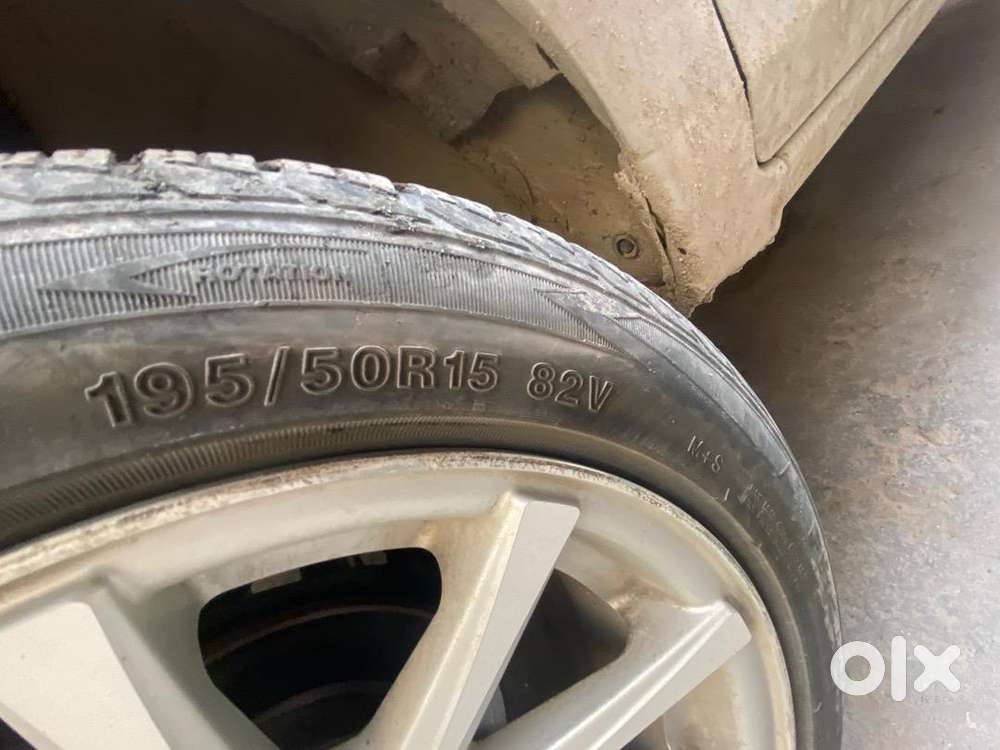 ROTATION
195/50R15 82V
M+S
olx